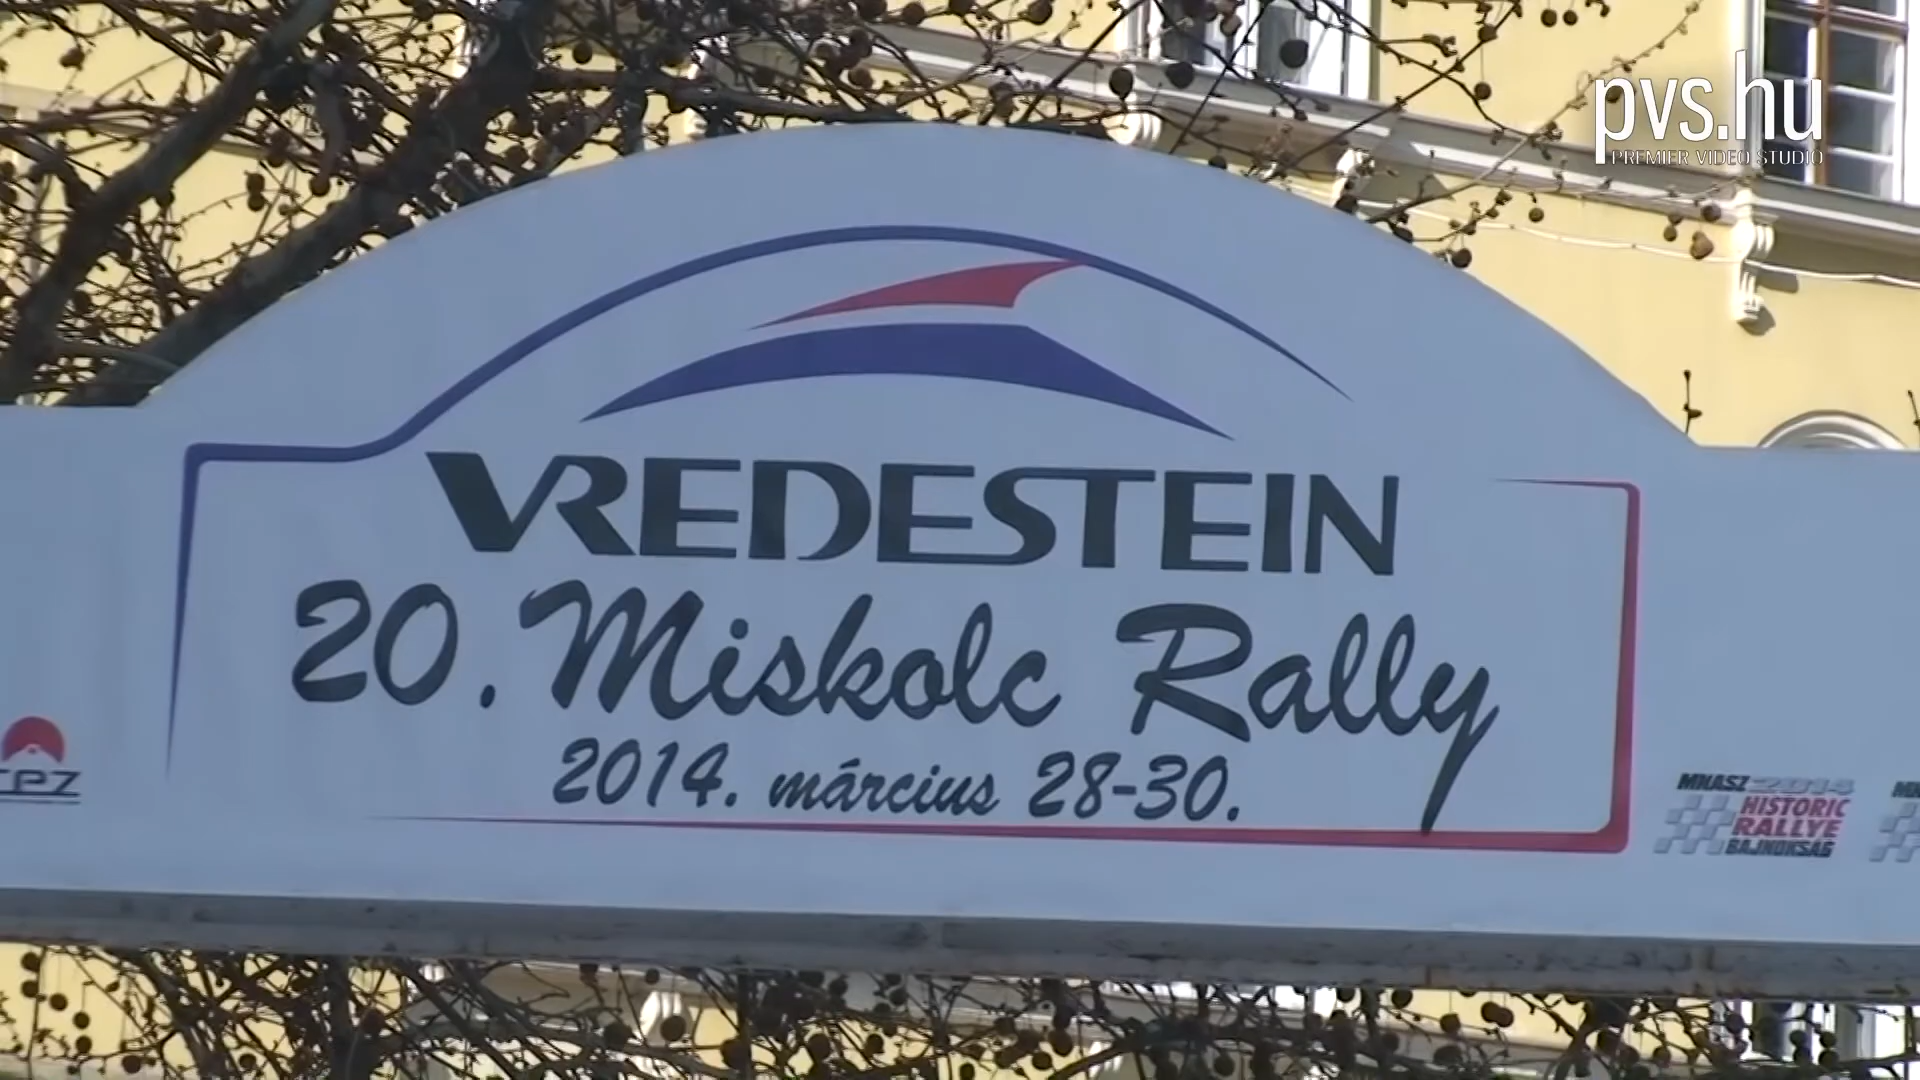 pvs.hu
PREMIER VIDEO STUDIO
VREDESTEIN
20. Miskolc Rally
2014. március 28-30.
MNASZ 2014
HISTORIC
RALLYE
BAJNOKSÁG